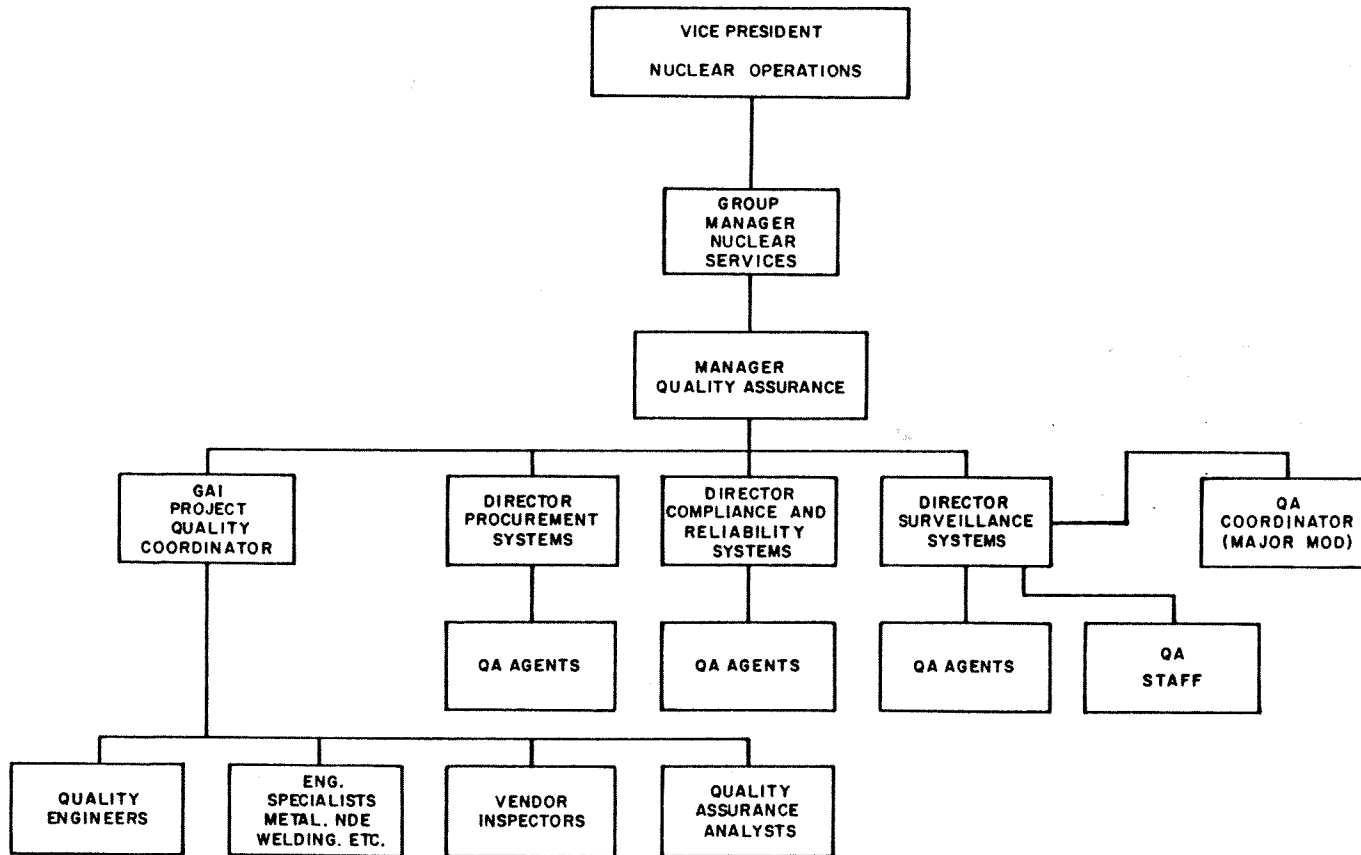 VICE PRESIDENT
NUCLEAR OPERATIONS
GROUP
MANAGER
NUCLEAR
SERVICES
MANAGER
QUALITY ASSURANCE
GAI
PROJECT
QUALITY
COORDINATOR
DIRECTOR
PROCUREMENT
SYSTEMS
DIRECTOR
COMPLIANCE AND
RELIABILITY
SYSTEMS
DIRECTOR
SURVEILLANCE
SYSTEMS
QA
COORDINATOR
(MAJOR MOD)
QA AGENTS
QA AGENTS
QA AGENTS
QA
STAFF
QUALITY
ENGINEERS
ENG.
SPECIALISTS
METAL. NDE
WELDING. ETC.
VENDOR
INSPECTORS
QUALITY
ASSURANCE
ANALYSTS